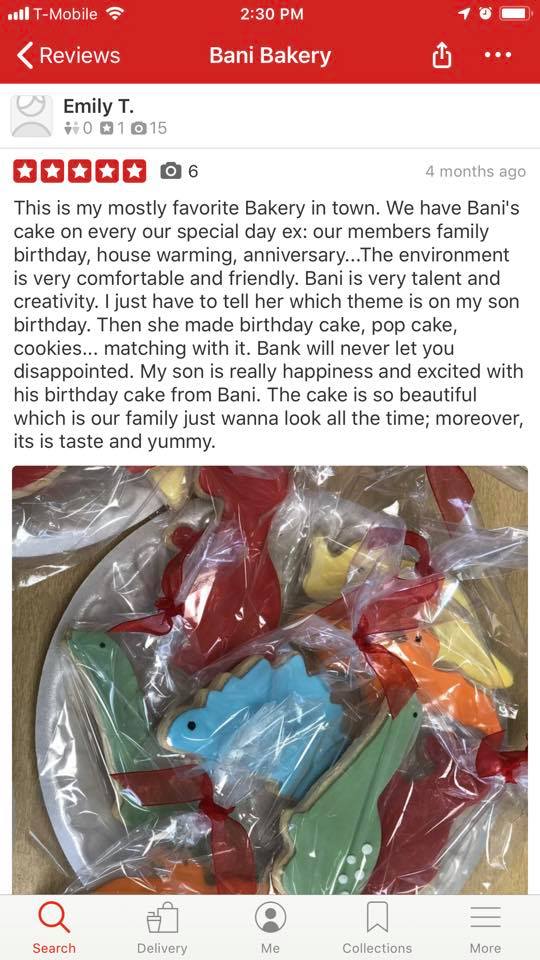 T-Mobile 2:30 PM
Reviews Bani Bakery
Emily T.
0 1 15
6 4 months ago
This is my mostly favorite Bakery in town. We have Bani's
cake on every our special day ex: our members family
birthday, house warming, anniversary...The environment
is very comfortable and friendly. Bani is very talent and
creativity. I just have to tell her which theme is on my son
birthday. Then she made birthday cake, pop cake,
cookies... matching with it. Bank will never let you
disappointed. My son is really happiness and excited with
his birthday cake from Bani. The cake is so beautiful
which is our family just wanna look all the time; moreover,
its is taste and yummy.
Search Delivery Me Collections More